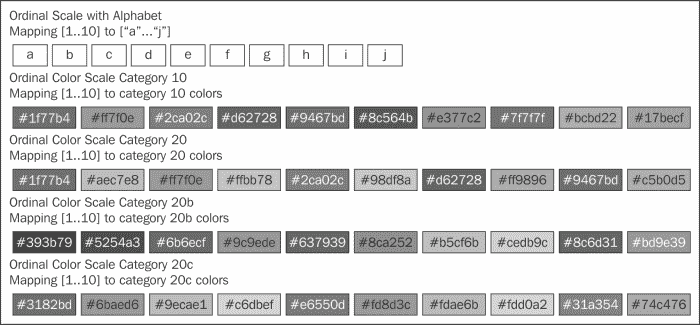 Ordinal Scale with Alphabet
Mapping [1..10] to ["a"..."j"]
a b c d e f g h i j
Ordinal Color Scale Category 10
Mapping [1..10] to category 10 colors
#1f77b4 #ff7f0e #2ca02c #d62728 #9467bd #8c564b #e377c2 #7f7f7f #bcbd22 #17becf
Ordinal Color Scale Category 20
Mapping [1..10] to category 20 colors
#1f77b4 #aec7e8 #ff7f0e #ffbb78 #2ca02c #98df8a #d62728 #ff9896 #9467bd #c5b0d5
Ordinal Color Scale Category 20b
Mapping [1..10] to category 20b colors
#393b79 #5254a3 #6b6ecf #9c9ede #637939 #8ca252 #b5cf6b #cedb9c #8c6d31 #bd9e39
Ordinal Color Scale Category 20c
Mapping [1..10] to category 20c colors
#3182bd #6baed6 #9ecae1 #c6dbef #e6550d #fd8d3c #fdae6b #fdd0a2 #31a354 #74c476